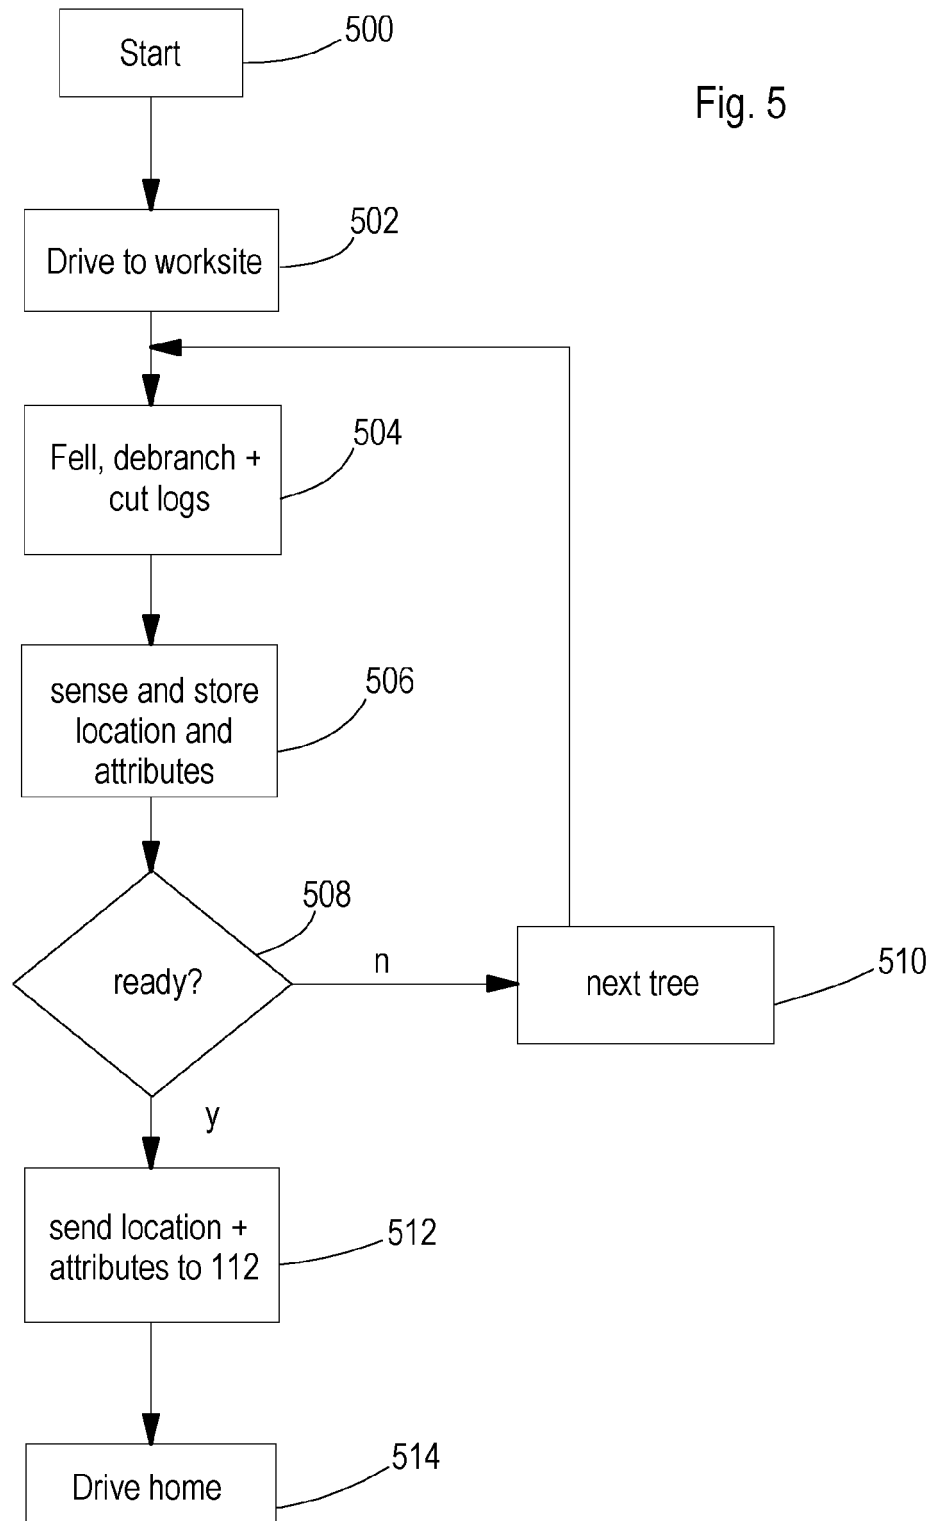 Start
500
Fig. 5
502
Drive to worksite
504
Fell, debranch +
cut logs
506
sense and store
location and
attributes
508
ready?
n
next tree
510
y
send location +
attributes to 112
512
Drive home
514